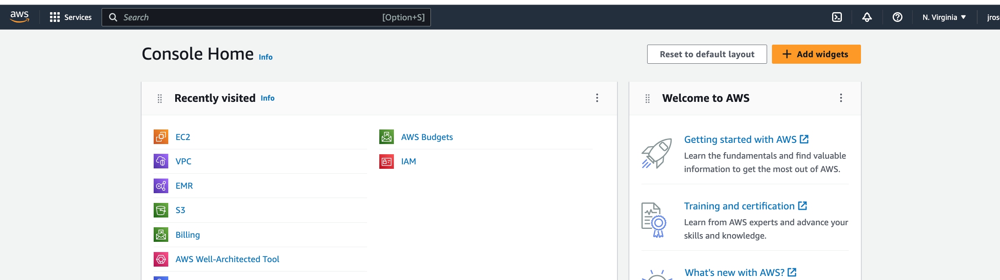 aws
Services
Search
[Option+S]
N. Virginia
Console Home Info
Reset to default layout
Add widgets
Recently visited Info
EC2
VPC
EMR
S3
Billing
AWS Well-Architected Tool
AWS Budgets
IAM
Welcome to AWS
Getting started with AWS
Learn the fundamentals and find valuable
information to get the most out of AWS.
Training and certification
Learn from AWS experts and advance your
skills and knowledge.
What's new with AWS?